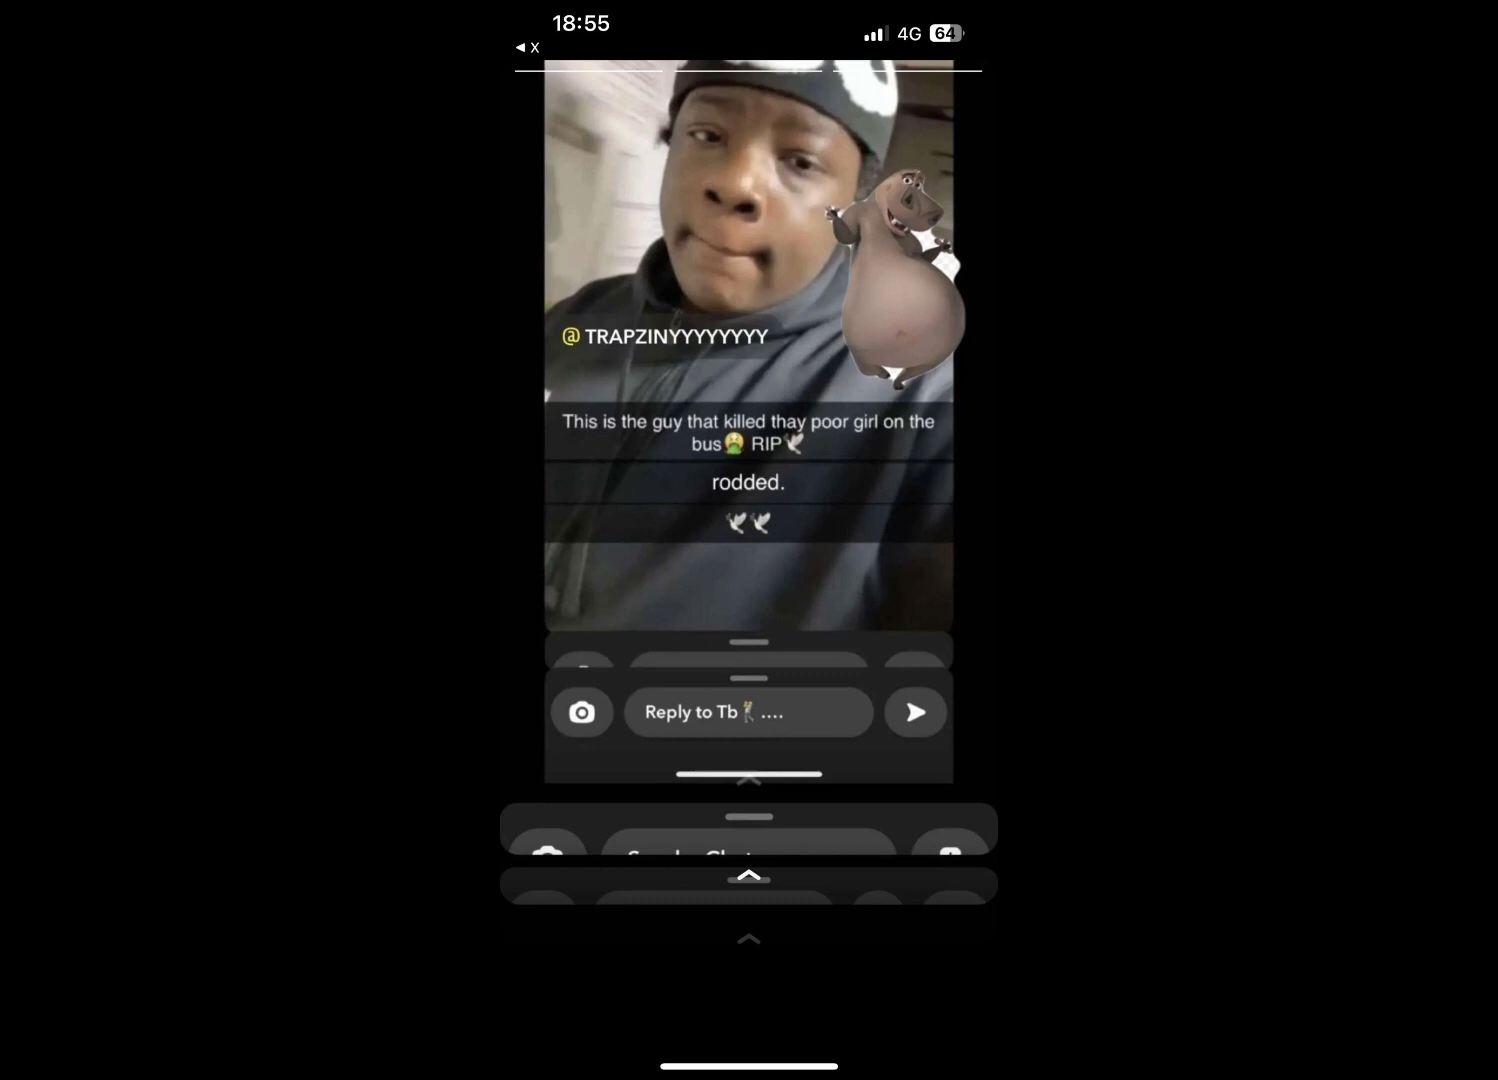 18:55
4G 64
◀ X
@ TRAPZINYYYYYYYY
This is the guy that killed thay poor girl on the
bus🤮 RIP🕊️
rodded.
🕊️🕊️
Reply to Tb🧍....